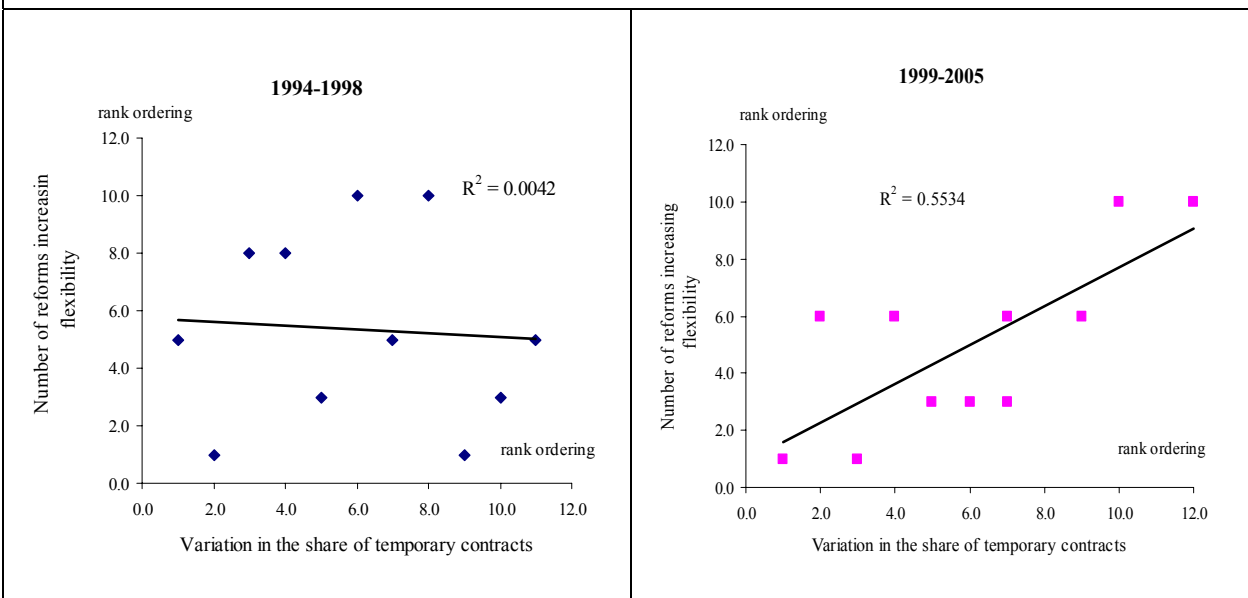 1994-1998
rank ordering
12.0
10.0
8.0
6.0
4.0
2.0
0.0
Number of reforms increasin
flexibility
R2 = 0.0042
rank ordering
0.0 2.0 4.0 6.0 8.0 10.0 12.0
Variation in the share of temporary contracts
1999-2005
rank ordering
12.0
10.0
8.0
6.0
4.0
2.0
0.0
Number of reforms increasing
flexibility
R2 = 0.5534
rank ordering
0.0 2.0 4.0 6.0 8.0 10.0 12.0
Variation in the share of temporary contracts